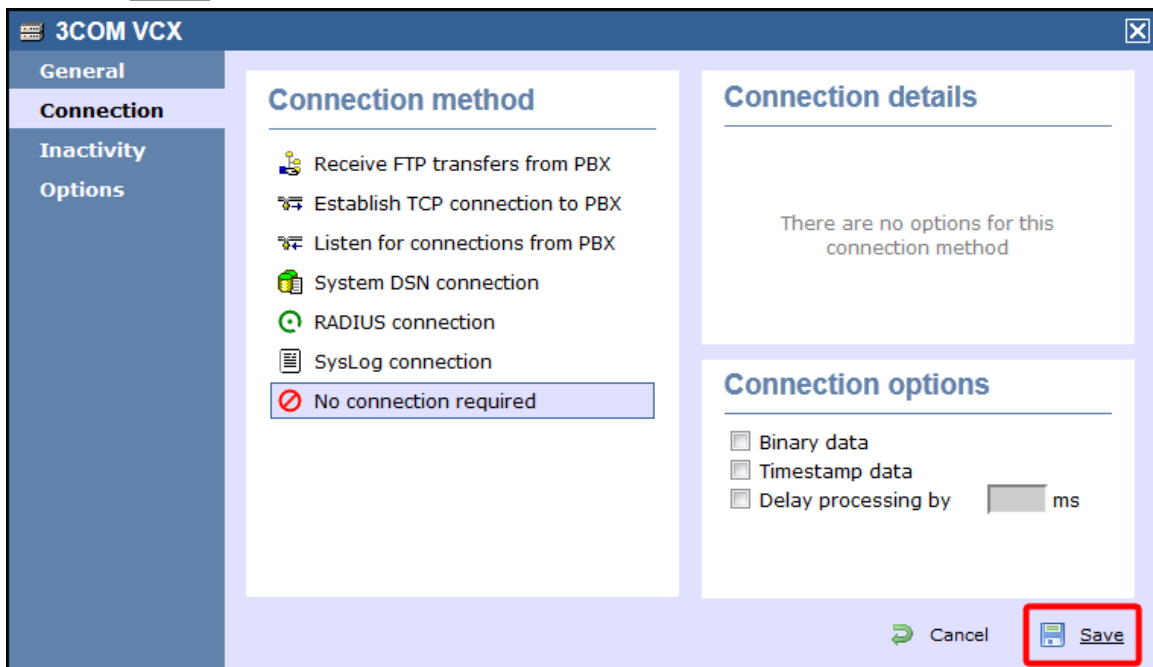 3COM VCX
General
Connection
Inactivity
Options
Connection method
Receive FTP transfers from PBX
Establish TCP connection to PBX
Listen for connections from PBX
System DSN connection
RADIUS connection
SysLog connection
No connection required
Connection details
There are no options for this
connection method
Connection options
Binary data
Timestamp data
Delay processing by ms
Cancel
Save